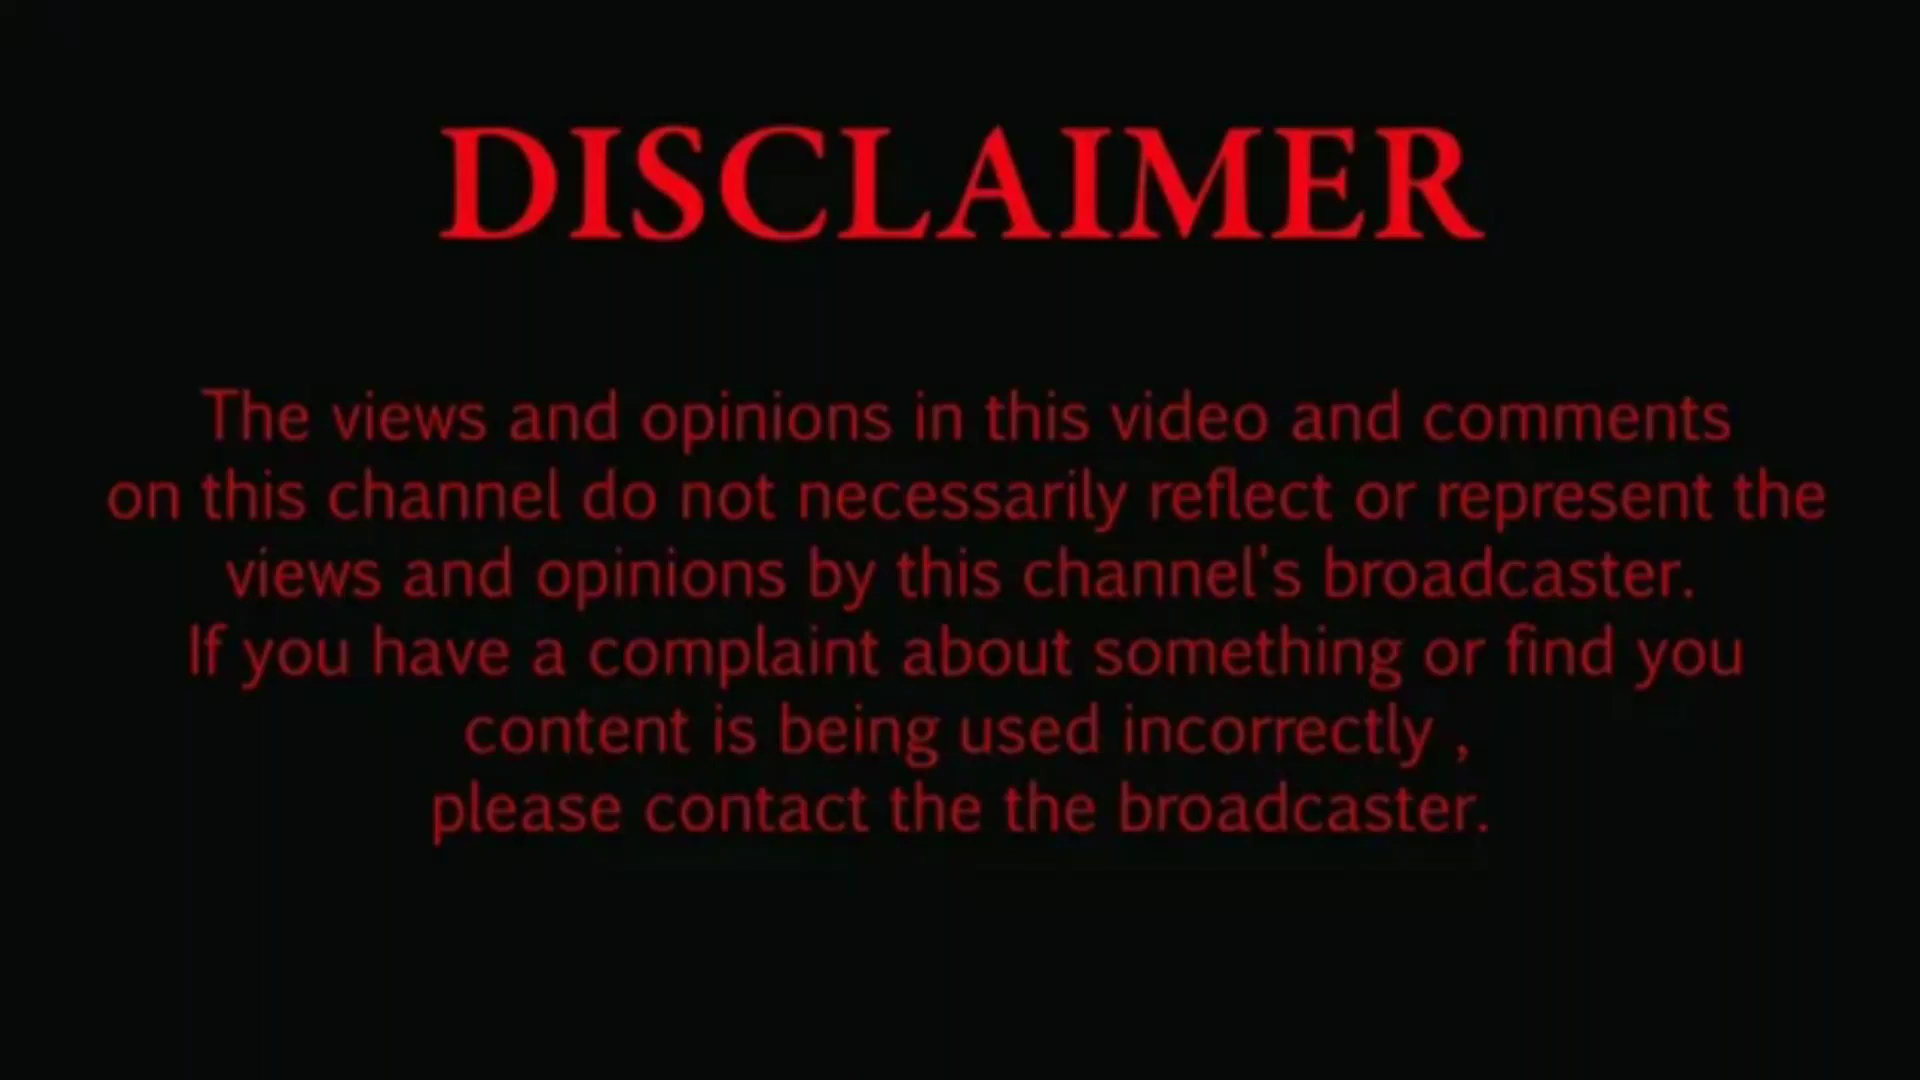 DISCLAIMER
The views and opinions in this video and comments
on this channel do not necessarily reflect or represent the
views and opinions by this channel's broadcaster.
If you have a complaint about something or find you
content is being used incorrectly ,
please contact the the broadcaster.